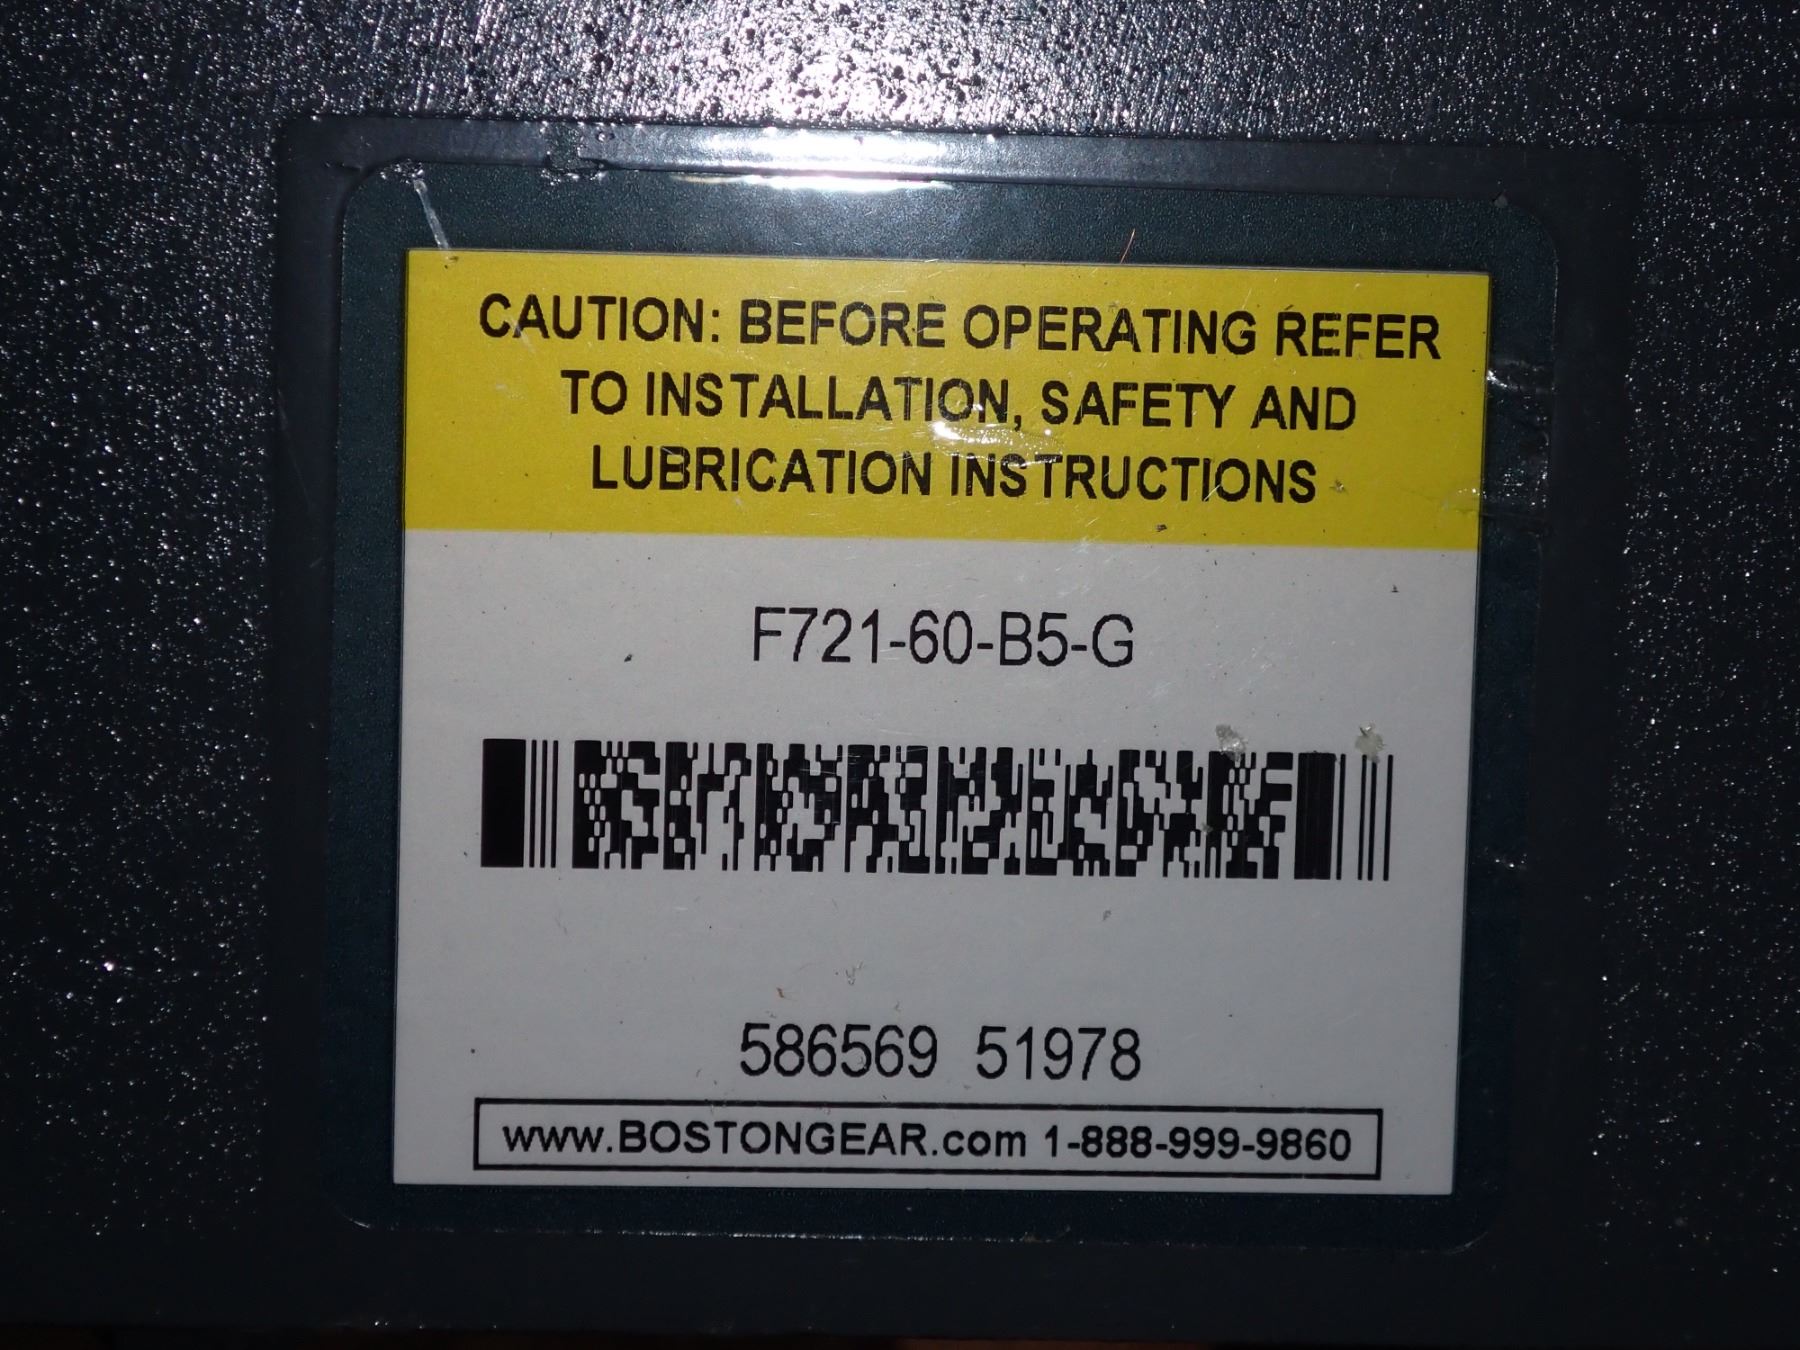 CAUTION: BEFORE OPERATING REFER
TO INSTALLATION, SAFETY AND
LUBRICATION INSTRUCTIONS
F721-60-B5-G
586569 51978
www.BOSTONGEAR.com 1-888-999-9860